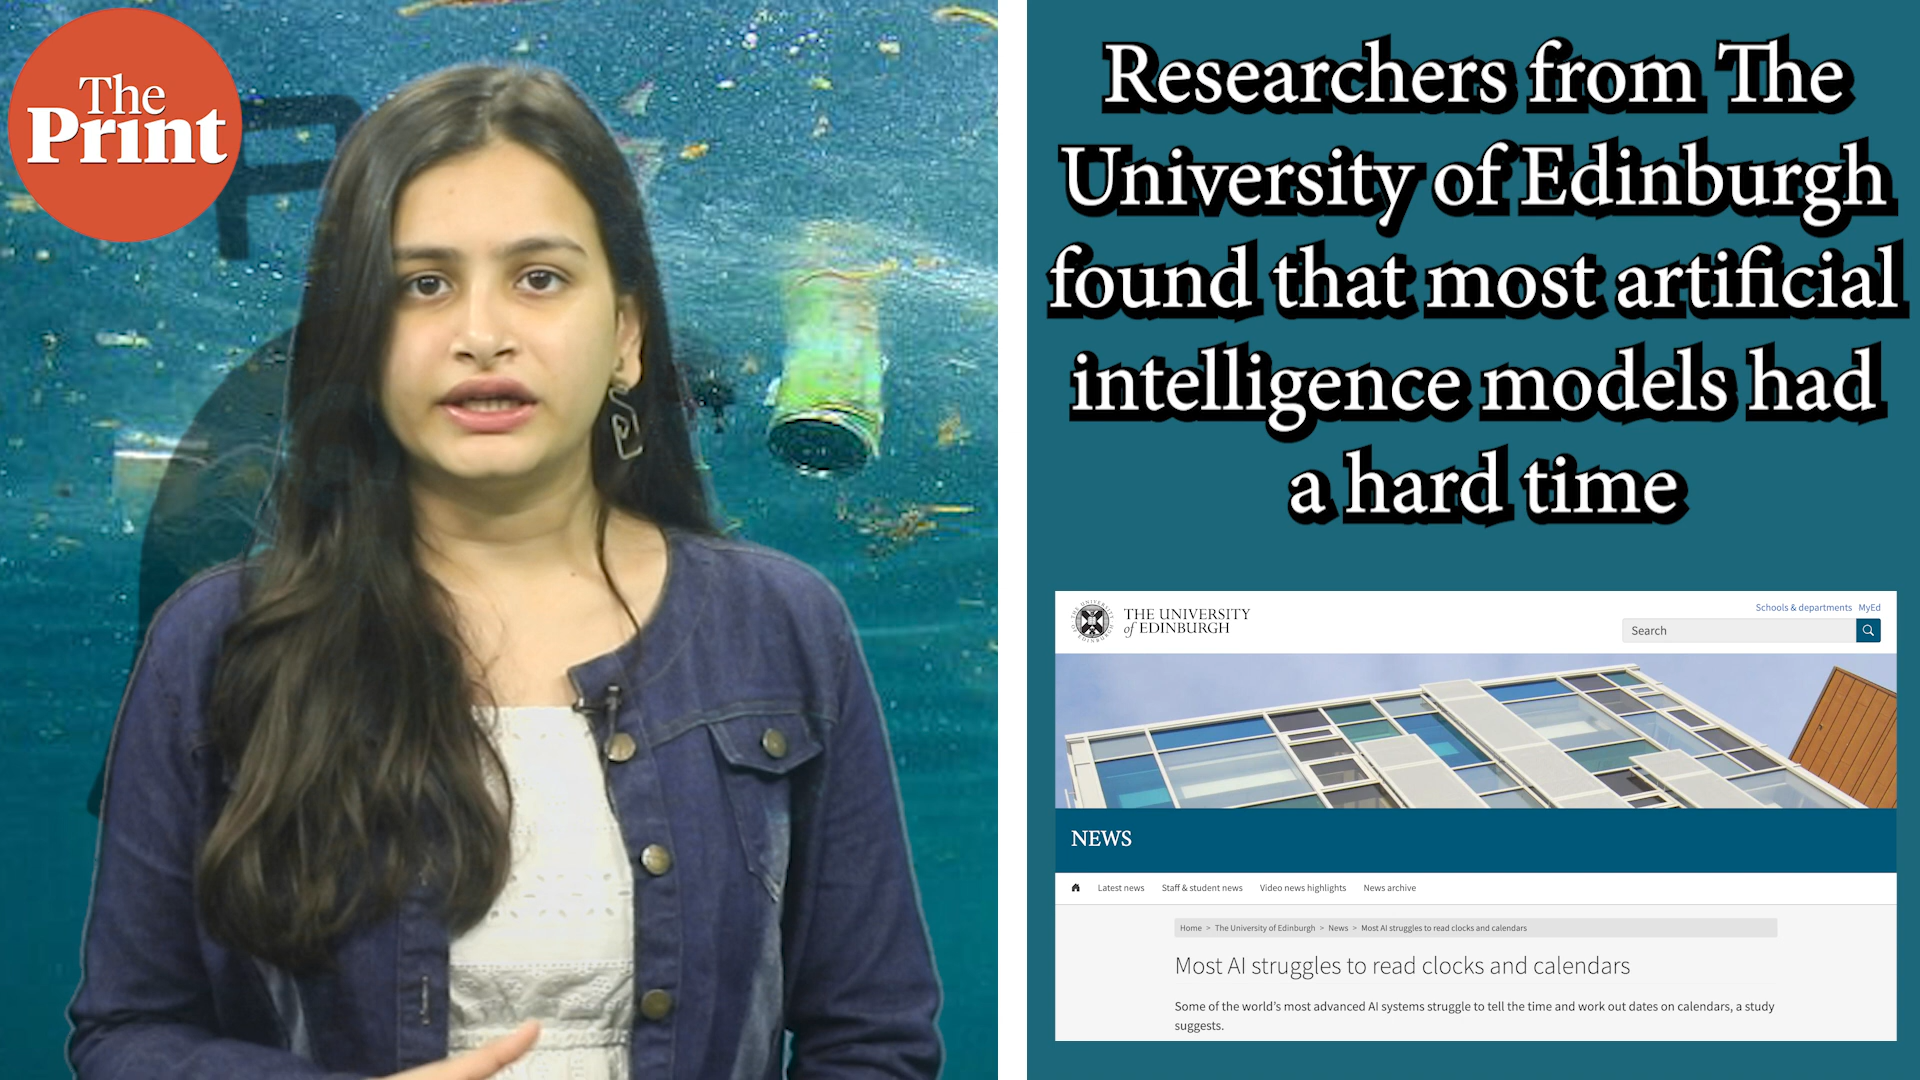 The
Print
Researchers from The
University of Edinburgh
found that most artificial
intelligence models had
a hard time
THE UNIVERSITY
of EDINBURGH
Schools & departments MyEd
Search
NEWS
Latest news Staff & student news Video news highlights News archive
Home > The University of Edinburgh > News > Most AI struggles to read clocks and calendars
Most AI struggles to read clocks and calendars
Some of the world's most advanced AI systems struggle to tell the time and work out dates on calendars, a study
suggests.